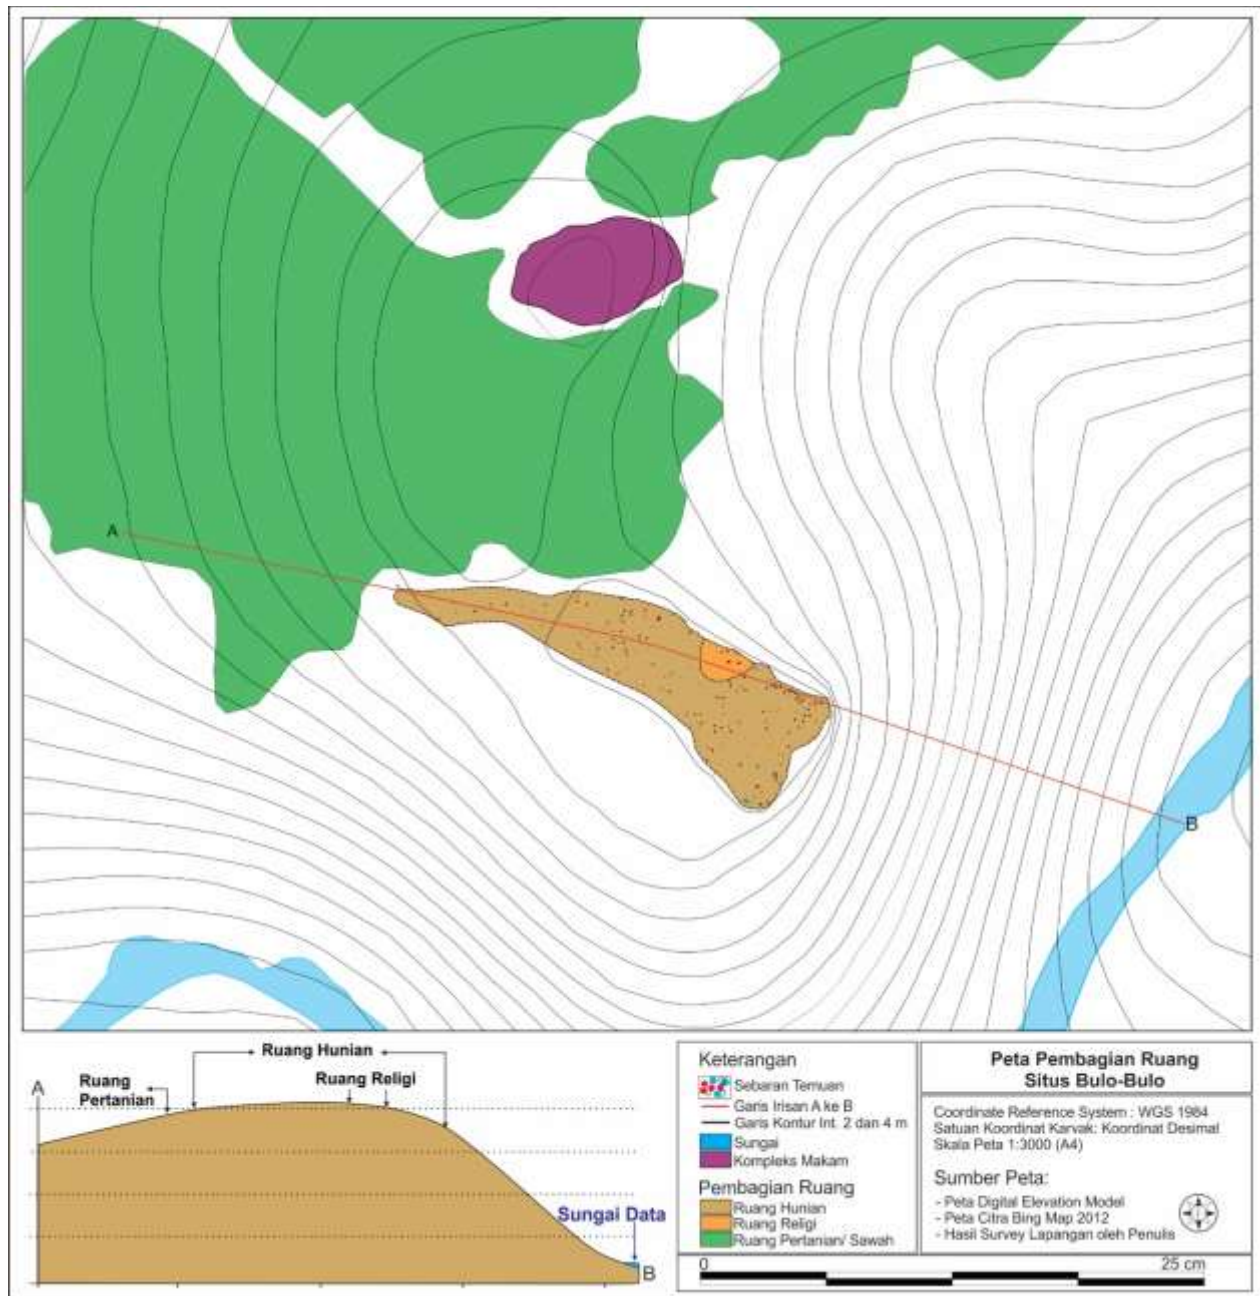 A
B
Ruang Hunian
Ruang Religi
Ruang
Pertanian
A
Sungai Data
B
Keterangan
Sebaran Temuan
Garis Irisan A ke B
Garis Kontur Int. 2 dan 4 m
Sungai
Kompleks Makam
Pembagian Ruang
Ruang Hunian
Ruang Religi
Ruang Pertanian/ Sawah
Peta Pembagian Ruang
Situs Bulo-Bulo
Coordinate Reference System : WGS 1984
Satuan Koordinat Karvak: Koordinat Desimal
Skala Peta 1:3000 (A4)
Sumber Peta:
- Peta Digital Elevation Model
- Peta Citra Bing Map 2012
- Hasil Survey Lapangan oleh Penulis
0 25 cm